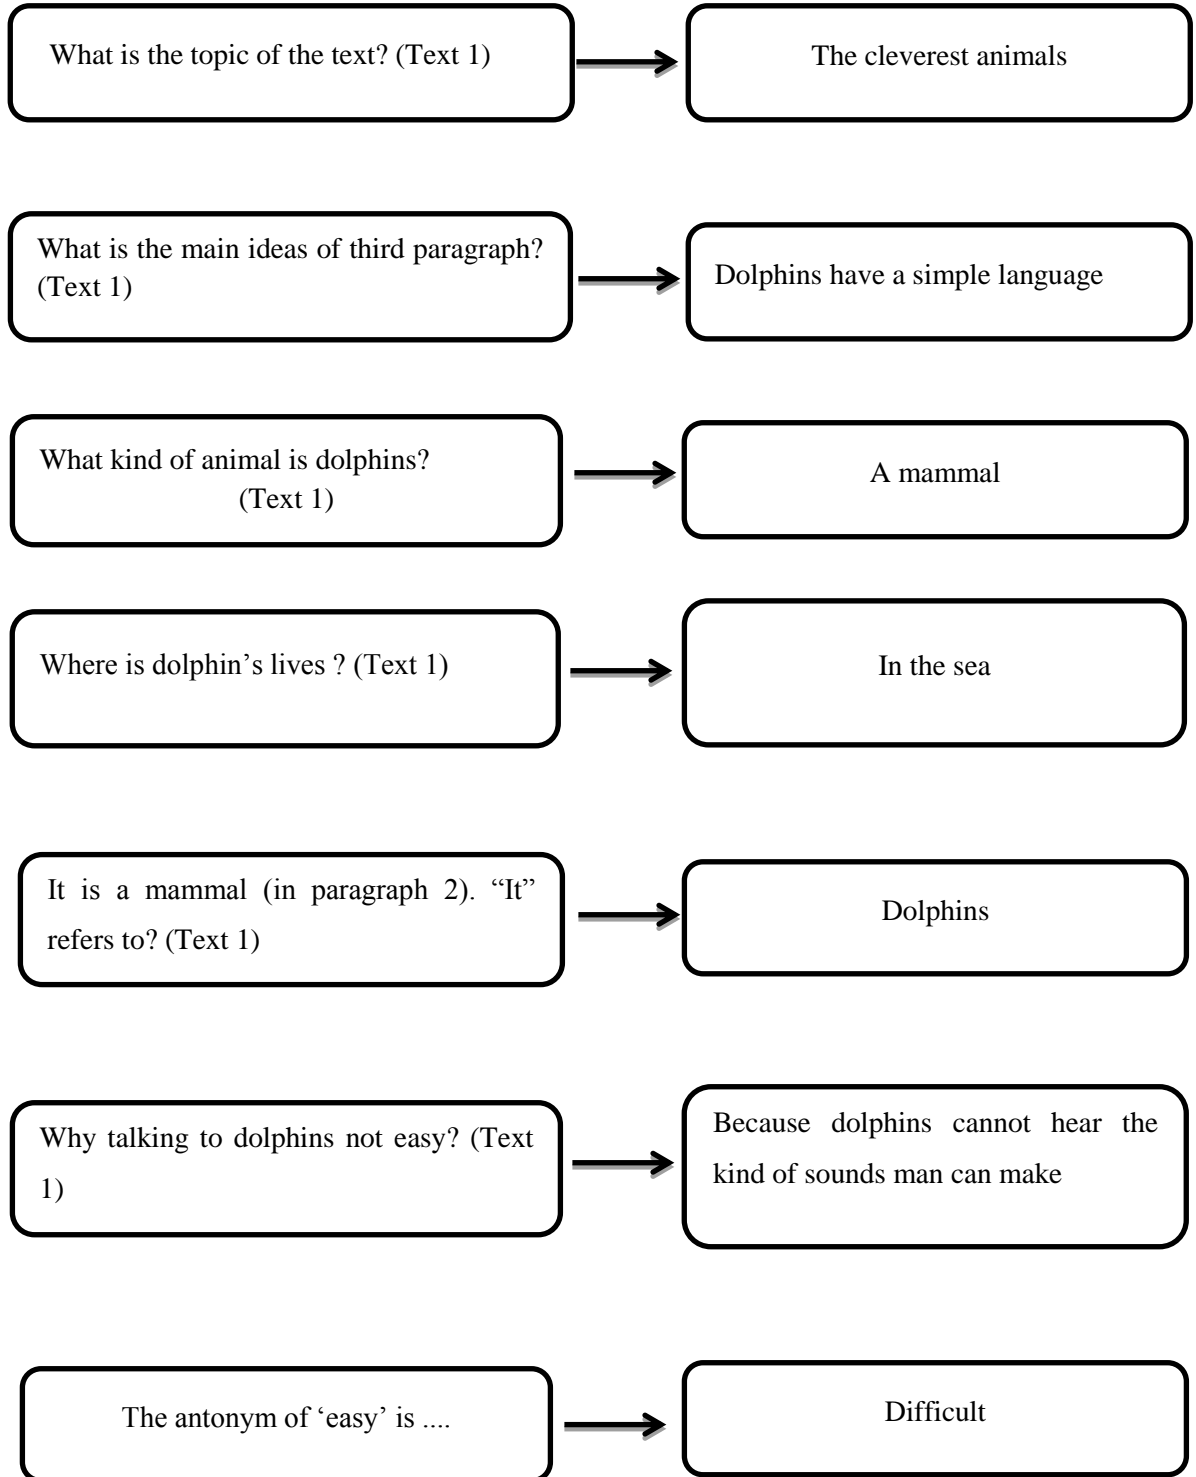 What is the topic of the text? (Text 1)
The cleverest animals
What is the main ideas of third paragraph?
(Text 1)
Dolphins have a simple language
What kind of animal is dolphins?
(Text 1)
A mammal
Where is dolphin’s lives ? (Text 1)
In the sea
It is a mammal (in paragraph 2). “It”
refers to? (Text 1)
Dolphins
Why talking to dolphins not easy? (Text
1)
Because dolphins cannot hear the
kind of sounds man can make
The antonym of ‘easy’ is ....
Difficult